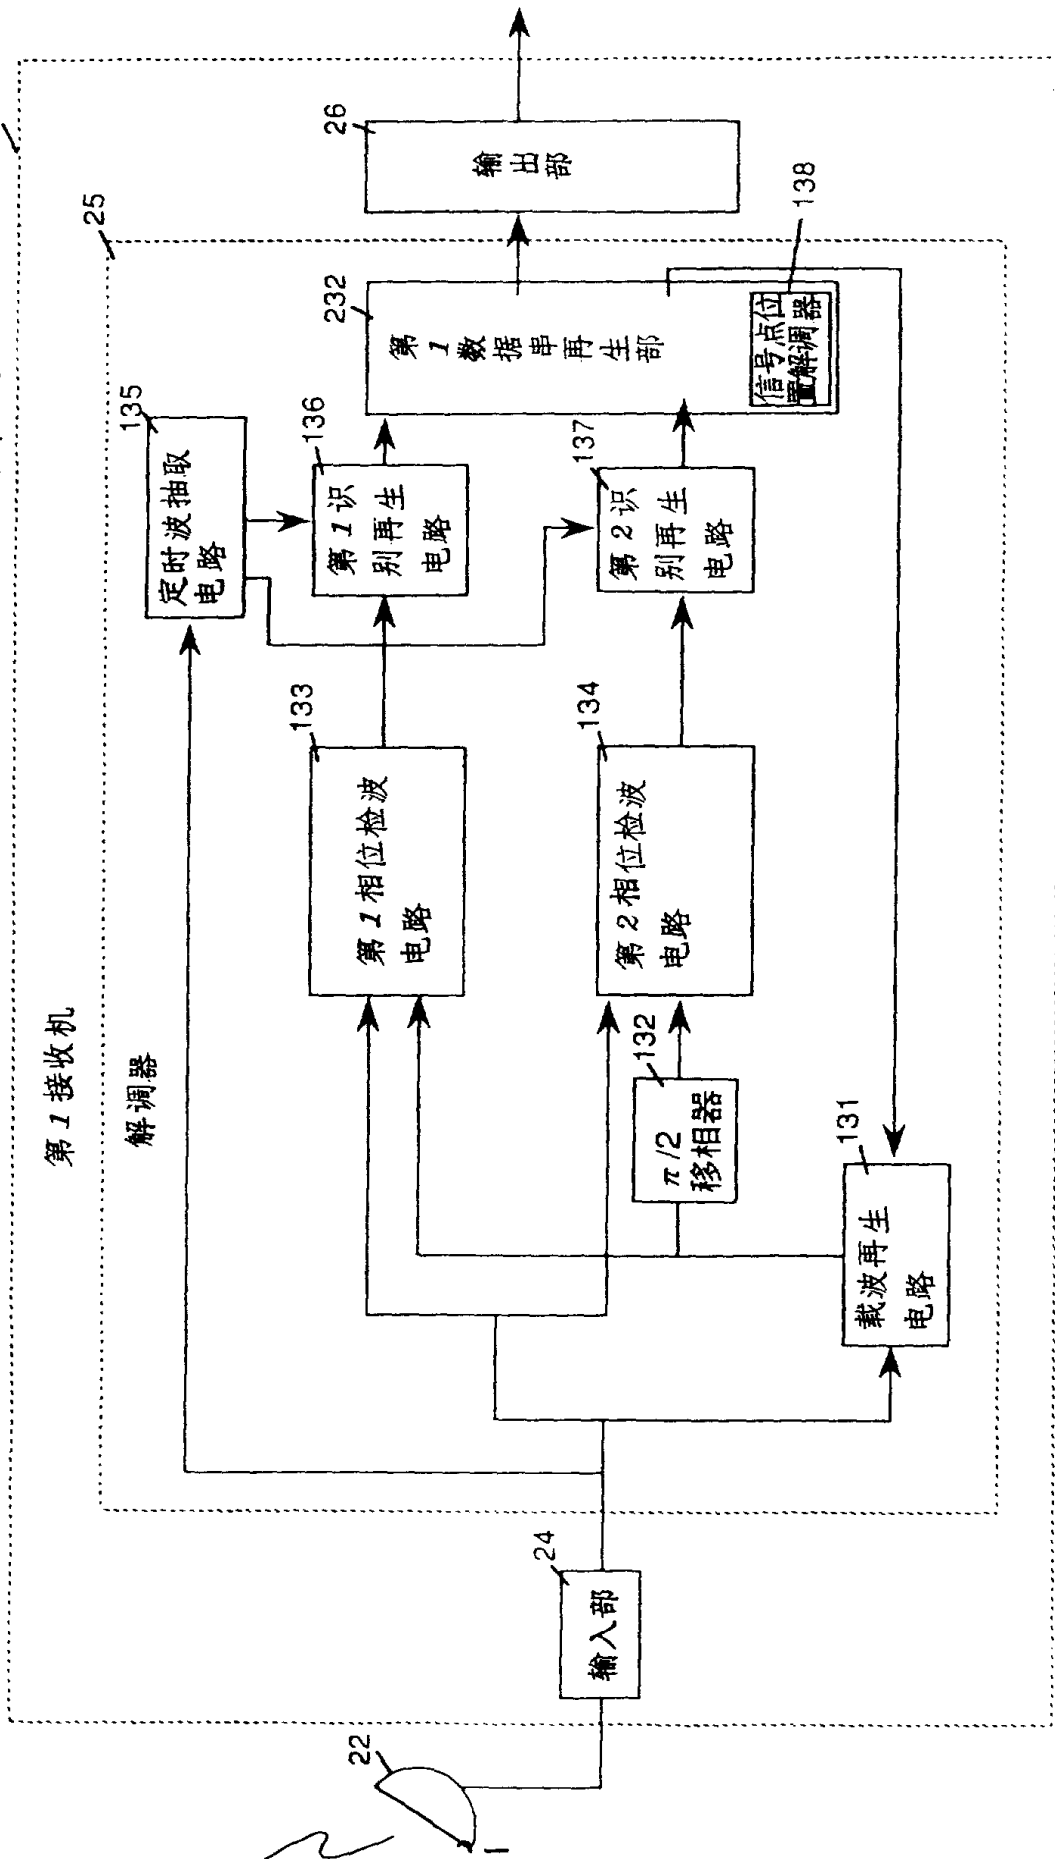 第1接收机
解调器
25
135
定时波抽取
电路
22
24
输入部
133
第1相位检波
电路
136
第1识
别再生
电路
232
第1数据串再生部
26
输出部
132
π/2
移相器
134
第2相位检波
电路
137
第2识
别再生
电路
138
信号点位
置解调器
131
载波再生
电路